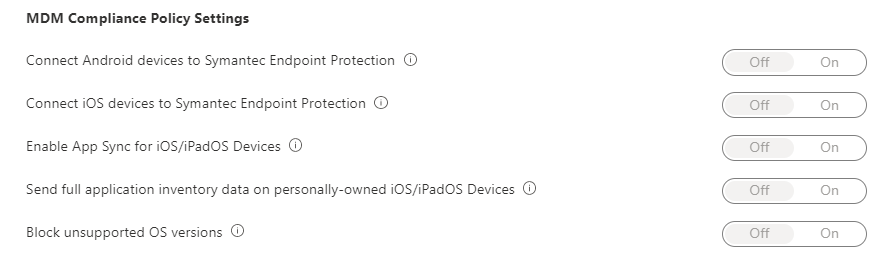 MDM Compliance Policy Settings
Connect Android devices to Symantec Endpoint Protection Off On
Connect iOS devices to Symantec Endpoint Protection Off On
Enable App Sync for iOS/iPadOS Devices Off On
Send full application inventory data on personally-owned iOS/iPadOS Devices Off On
Block unsupported OS versions Off On